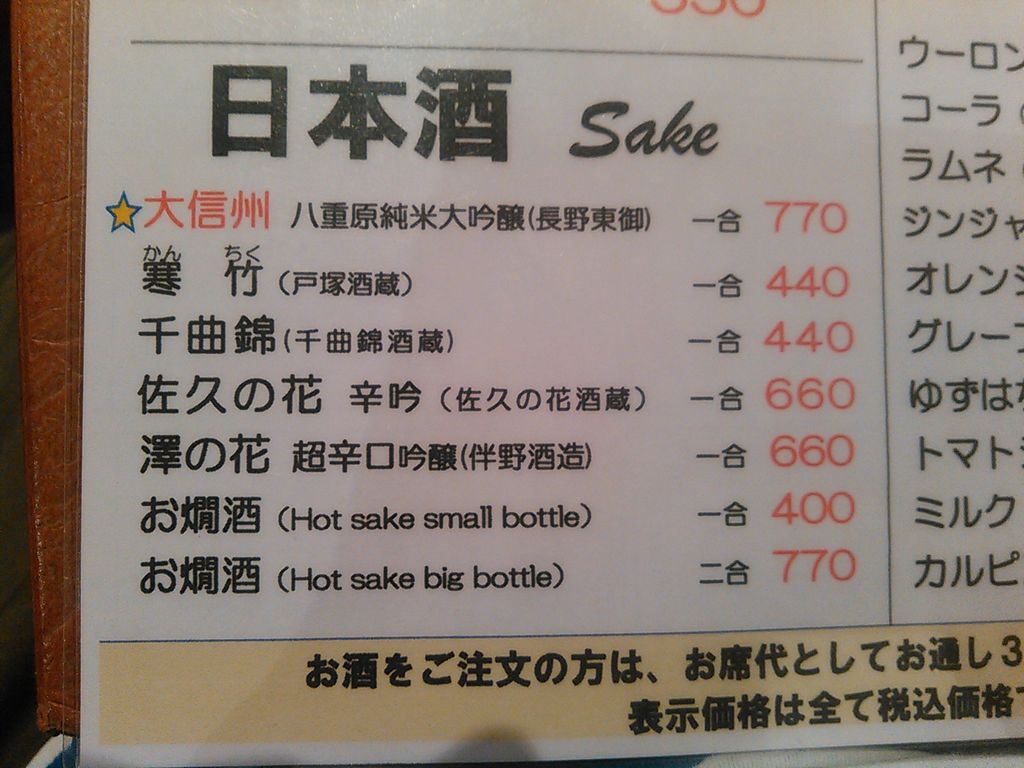 日本酒 Sake
大信州 八重原純米大吟醸(長野東御) 一合 770
かん ちく
寒 竹 (戸塚酒蔵) 一合 440
千曲錦(千曲錦酒蔵) 一合 440
佐久の花 辛吟 (佐久の花酒蔵) 一合 660
澤の花 超辛口吟醸(伴野酒造) 一合 660
お燗酒 (Hot sake small bottle) 一合 400
お燗酒 (Hot sake big bottle) 二合 770
ウーロン
コーラ
ラムネ
ジンジャ
オレンジ
グレープ
ゆずはな
トマトジ
ミルク
カルピ
お酒をご注文の方は、お席代としてお通し3
表示価格は全て税込価格で